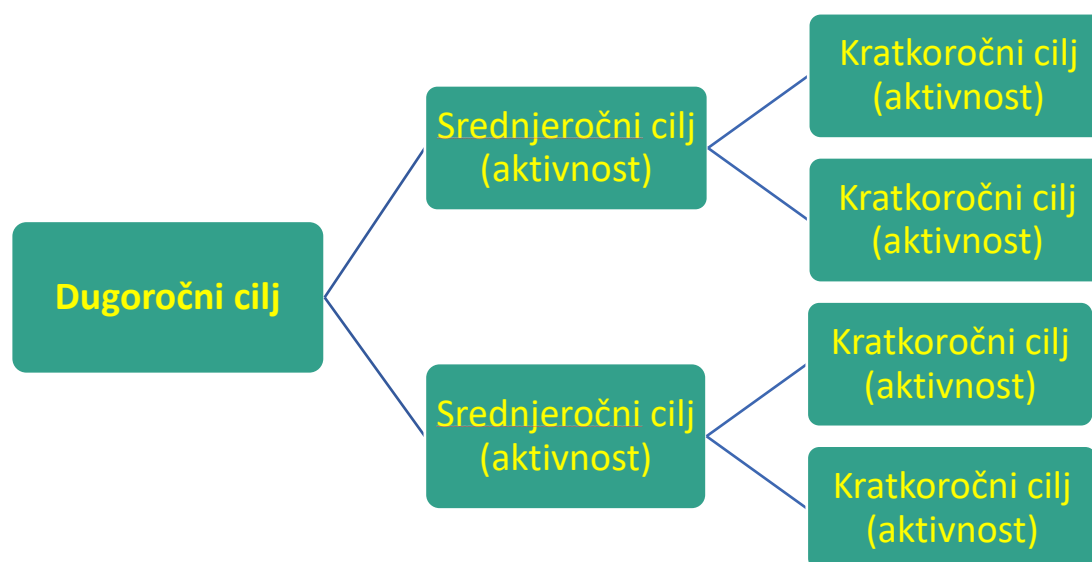 Dugoročni cilj
Srednjeročni cilj
(aktivnost)
Kratkoročni cilj
(aktivnost)
Kratkoročni cilj
(aktivnost)
Srednjeročni cilj
(aktivnost)
Kratkoročni cilj
(aktivnost)
Kratkoročni cilj
(aktivnost)